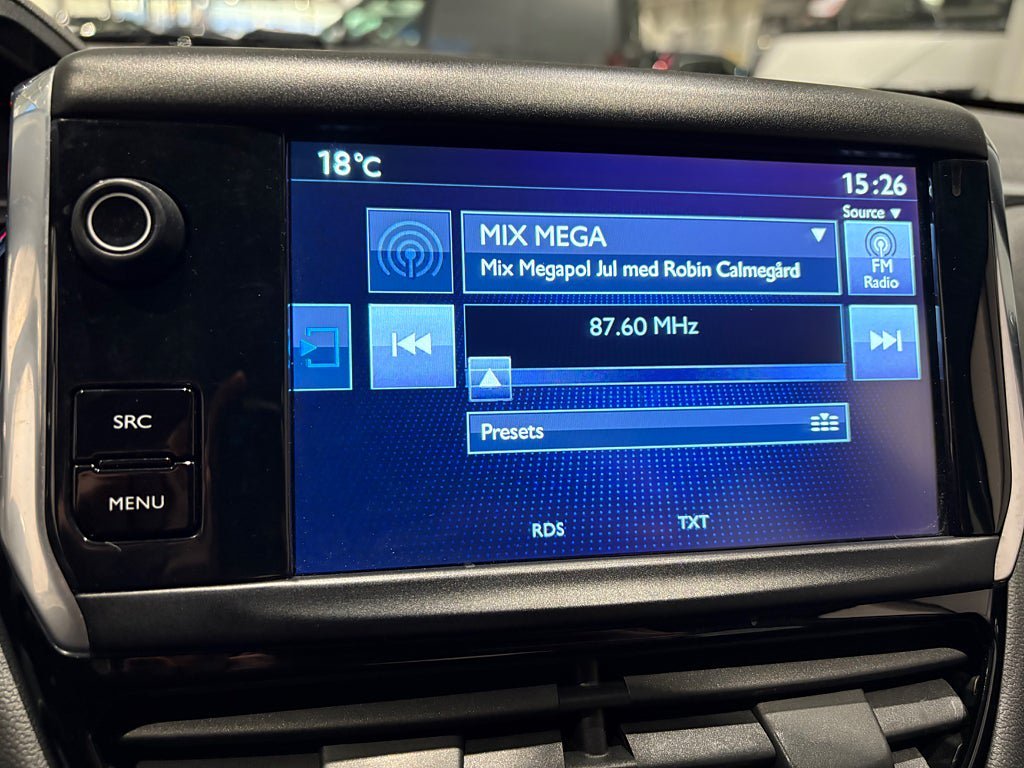 18°C
15:26
Source ▼
MIX MEGA
Mix Megapol Jul med Robin Calmegård
FM
Radio
87.60 MHz
SRC
Presets
MENU
RDS
TXT